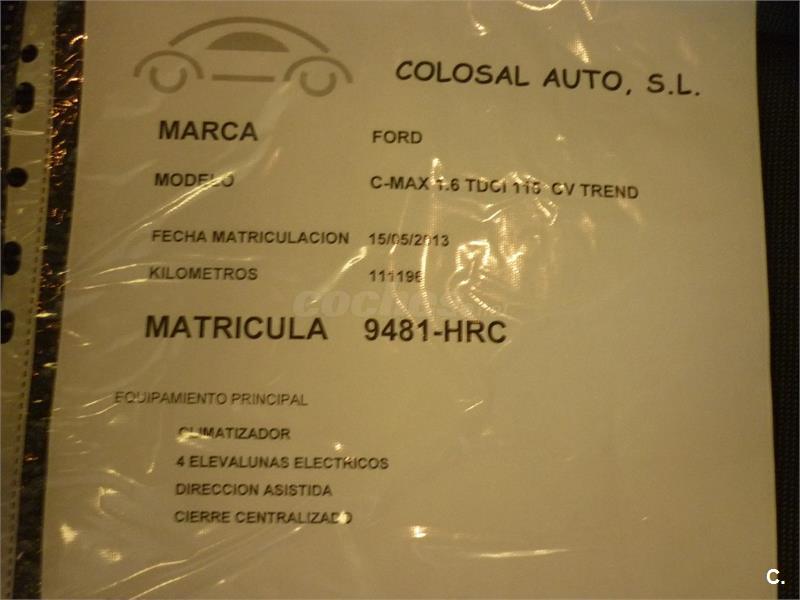 COLOSAL AUTO, S.L.
MARCA FORD
MODELO C-MAX 1.6 TDCI 115 CV TREND
FECHA MATRICULACION 15/05/2013
KILOMETROS 111196
MATRICULA 9481-HRC
EQUIPAMIENTO PRINCIPAL
CLIMATIZADOR
4 ELEVALUNAS ELECTRICOS
DIRECCION ASISTIDA
CIERRE CENTRALIZADO
C.